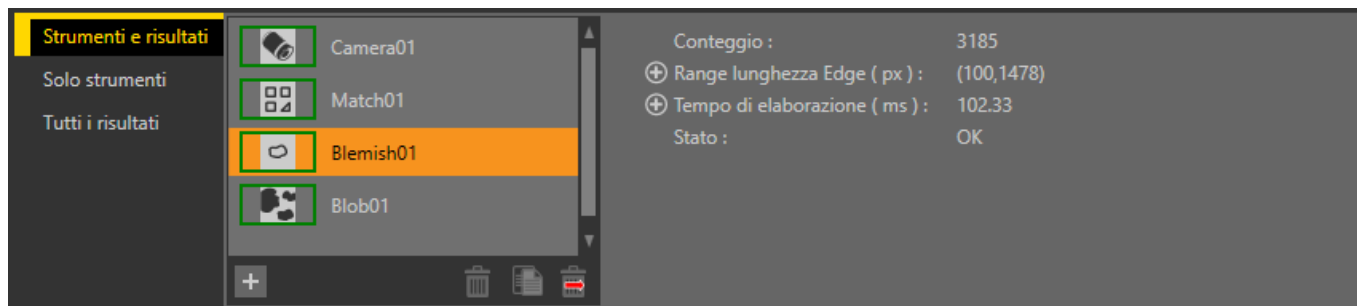 Strumenti e risultati
Solo strumenti
Tutti i risultati
Camera01
Match01
Blemish01
Blob01
Conteggio : 3185
Range lunghezza Edge ( px ) : (100,1478)
Tempo di elaborazione ( ms ) : 102.33
Stato : OK